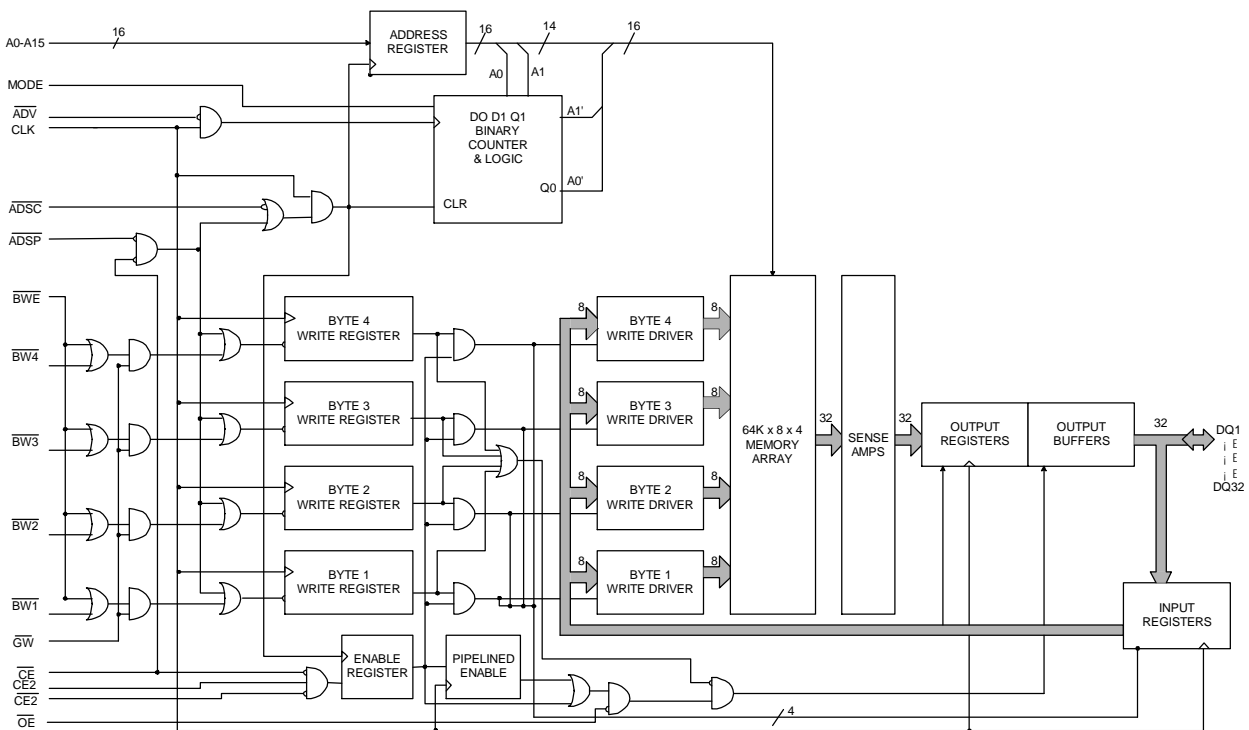 A0-A15
16
ADDRESS
REGISTER
16
14
16
A0
A1
MODE
ADV
CLK
DO D1 Q1
BINARY
COUNTER
& LOGIC
A1'
Q0
A0'
CLR
ADSC
ADSP
BWE
BW4
BW3
BW2
BW1
GW
CE
CE2
CE2
OE
BYTE 4
WRITE REGISTER
BYTE 3
WRITE REGISTER
BYTE 2
WRITE REGISTER
BYTE 1
WRITE REGISTER
ENABLE
REGISTER
PIPELINED
ENABLE
8
BYTE 4
WRITE DRIVER
8
8
BYTE 3
WRITE DRIVER
8
8
BYTE 2
WRITE DRIVER
8
8
BYTE 1
WRITE DRIVER
8
64K x 8 x 4
MEMORY
ARRAY
32
SENSE
AMPS
32
OUTPUT
REGISTERS
OUTPUT
BUFFERS
32
DQ1
¡ E
¡ E
¡ E
DQ32
INPUT
REGISTERS
4